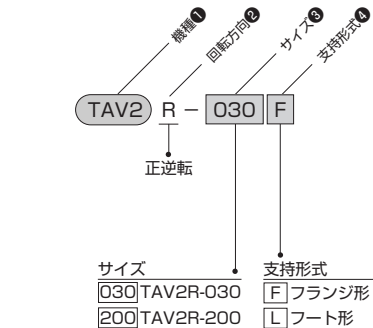 機種❶
回転方向❷
サイズ❸
支持形式❹
TAV2 R − 030 F
正逆転
サイズ
030 TAV2R-030
200 TAV2R-200
支持形式
F フランジ形
L フート形